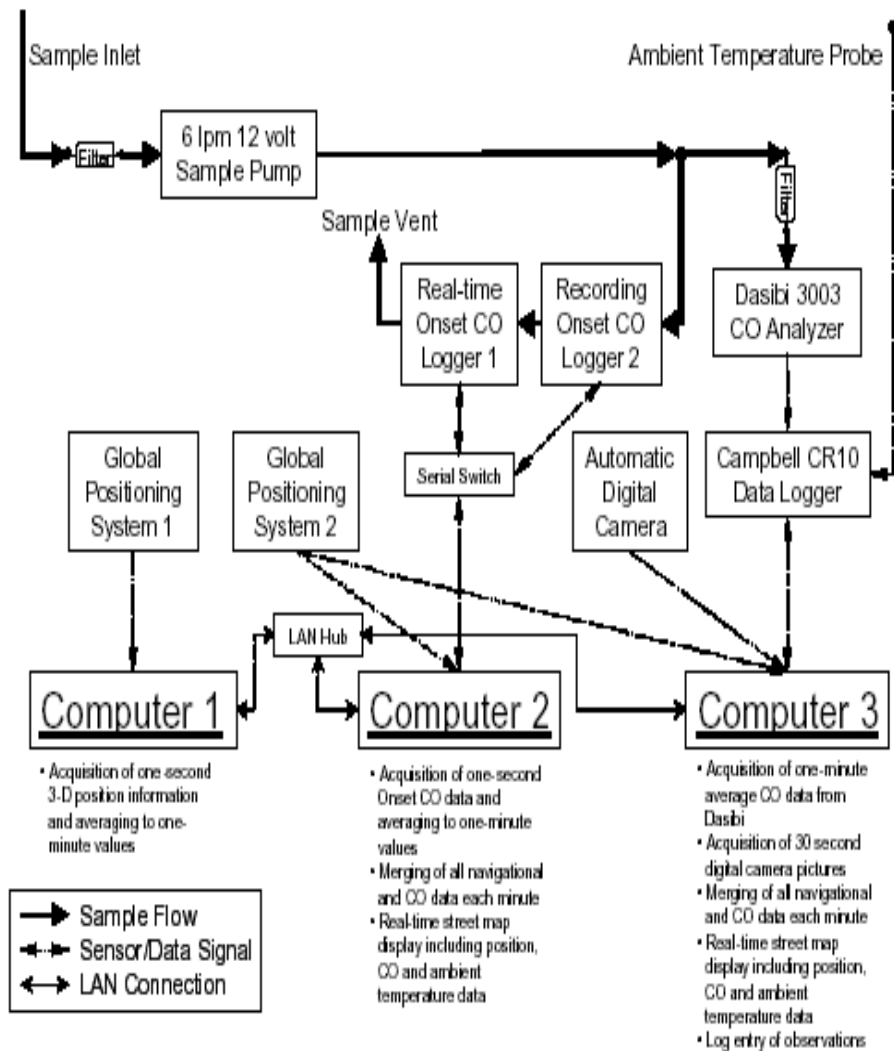 Sample Inlet
Ambient Temperature Probe
Filter
6 lpm 12 volt
Sample Pump
Filter
Sample Vent
Real-time
Onset CO
Logger 1
Recording
Onset CO
Logger 2
Dasibi 3003
CO Analyzer
Global
Positioning
System 1
Global
Positioning
System 2
Serial Switch
Automatic
Digital
Camera
Campbell CR10
Data Logger
LAN Hub
Computer 1
• Acquisition of one-second
3-D position information
and averaging to one-
minute values
Computer 2
• Acquisition of one-second
Onset CO data and
averaging to one-minute
values
• Merging of all navigational
and CO data each minute
• Real-time street map
display including position,
CO and ambient
temperature data
Computer 3
• Acquisition of one-minute
average CO data from
Dasibi
• Acquisition of 30 second
digital camera pictures
• Merging of all navigational
and CO data each minute
• Real-time street map
display including position,
CO and ambient
temperature data
• Log entry of observations
Sample Flow
Sensor/Data Signal
LAN Connection